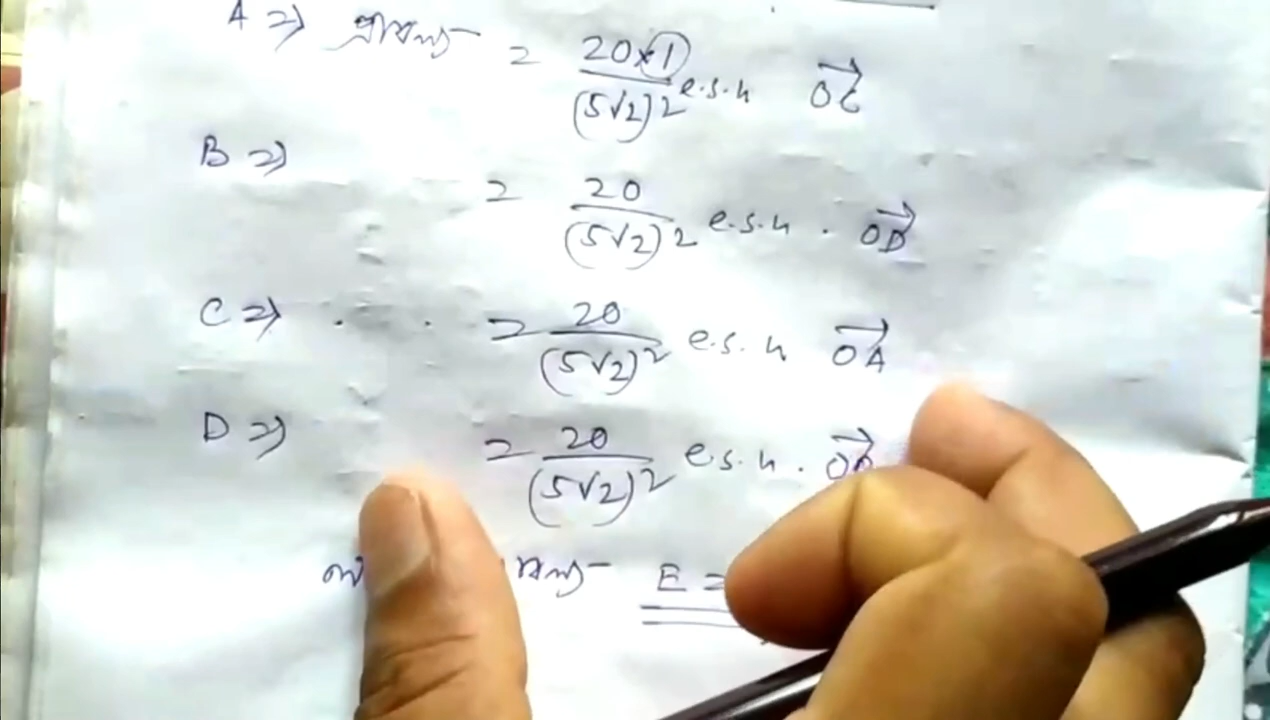 A ⇒ প্রাবল্য = 20×1/(5√2)² e.s.u OC→
B ⇒ = 20/(5√2)² e.s.u . OD→
C ⇒ . . = 20/(5√2)² e.s.u OA→
D ⇒ = 20/(5√2)² e.s.u .
E =